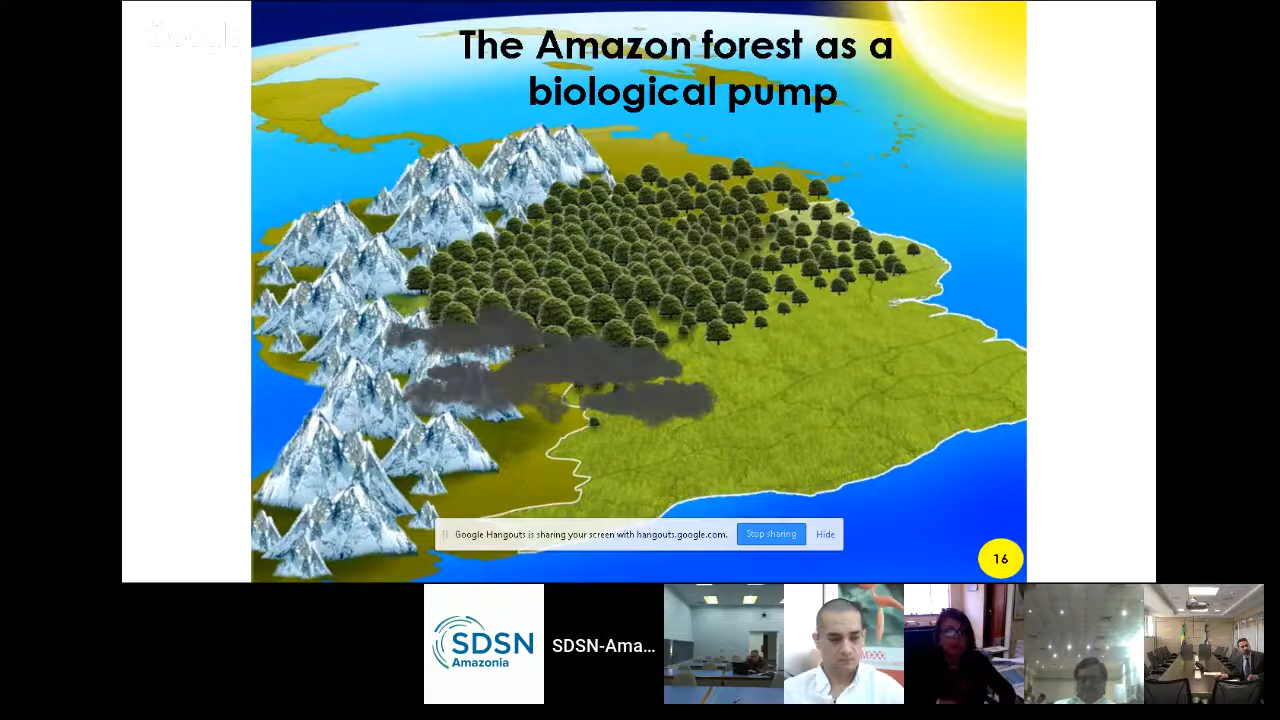 Google
The Amazon forest as a
biological pump
Google Hangouts is sharing your screen with hangouts.google.com.
Stop sharing
Hide
16
SDSN
Amazonia
SDSN-Ama...